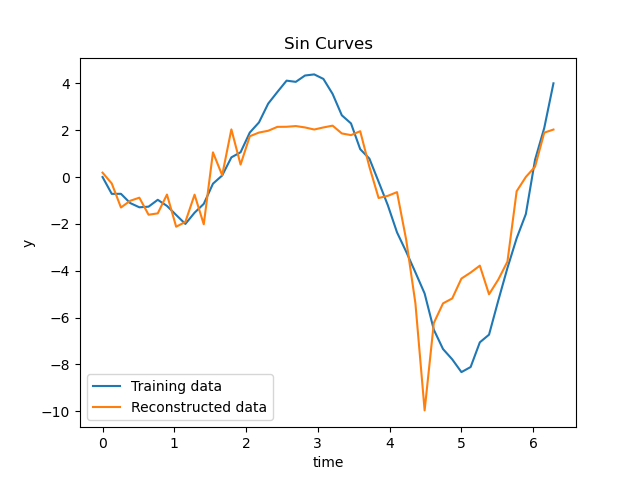 Sin Curves
4
2
0
−2
−4
−6
−8
−10
y
0 1 2 3 4 5 6
time
Training data
Reconstructed data